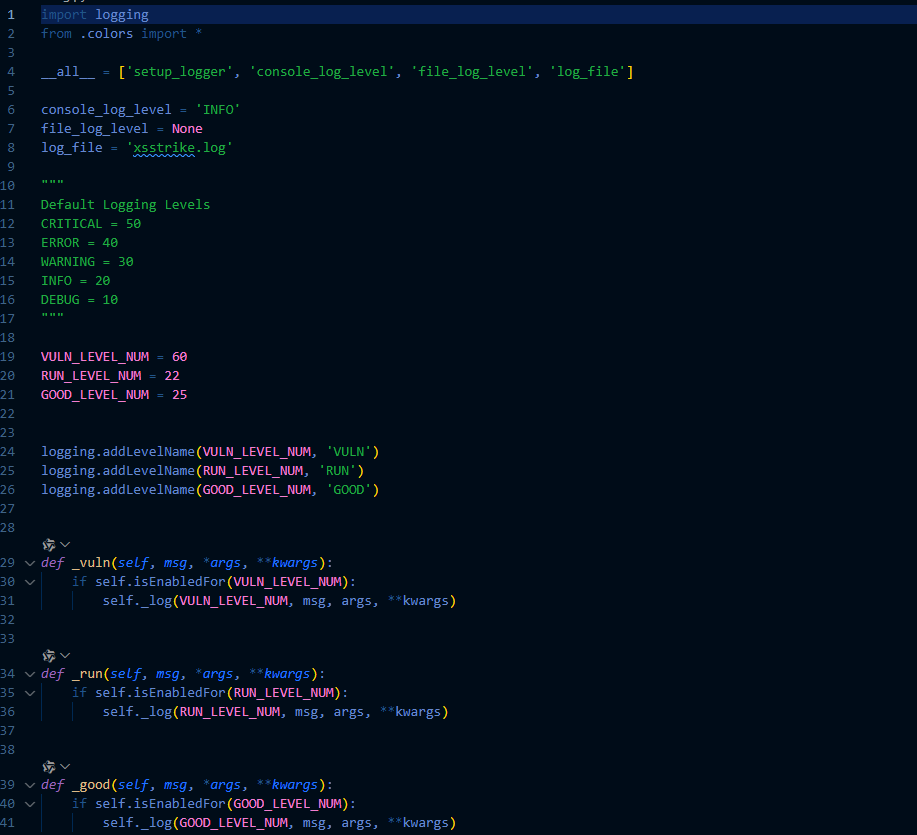 1 import logging
2 from .colors import *
3
4 __all__ = ['setup_logger', 'console_log_level', 'file_log_level', 'log_file']
5
6 console_log_level = 'INFO'
7 file_log_level = None
8 log_file = 'xsstrike.log'
9
10 """
11 Default Logging Levels
12 CRITICAL = 50
13 ERROR = 40
14 WARNING = 30
15 INFO = 20
16 DEBUG = 10
17 """
18
19 VULN_LEVEL_NUM = 60
20 RUN_LEVEL_NUM = 22
21 GOOD_LEVEL_NUM = 25
22
23
24 logging.addLevelName(VULN_LEVEL_NUM, 'VULN')
25 logging.addLevelName(RUN_LEVEL_NUM, 'RUN')
26 logging.addLevelName(GOOD_LEVEL_NUM, 'GOOD')
27
28
29 def _vuln(self, msg, *args, **kwargs):
30     if self.isEnabledFor(VULN_LEVEL_NUM):
31         self._log(VULN_LEVEL_NUM, msg, args, **kwargs)
32
33
34 def _run(self, msg, *args, **kwargs):
35     if self.isEnabledFor(RUN_LEVEL_NUM):
36         self._log(RUN_LEVEL_NUM, msg, args, **kwargs)
37
38
39 def _good(self, msg, *args, **kwargs):
40     if self.isEnabledFor(GOOD_LEVEL_NUM):
41         self._log(GOOD_LEVEL_NUM, msg, args, **kwargs)